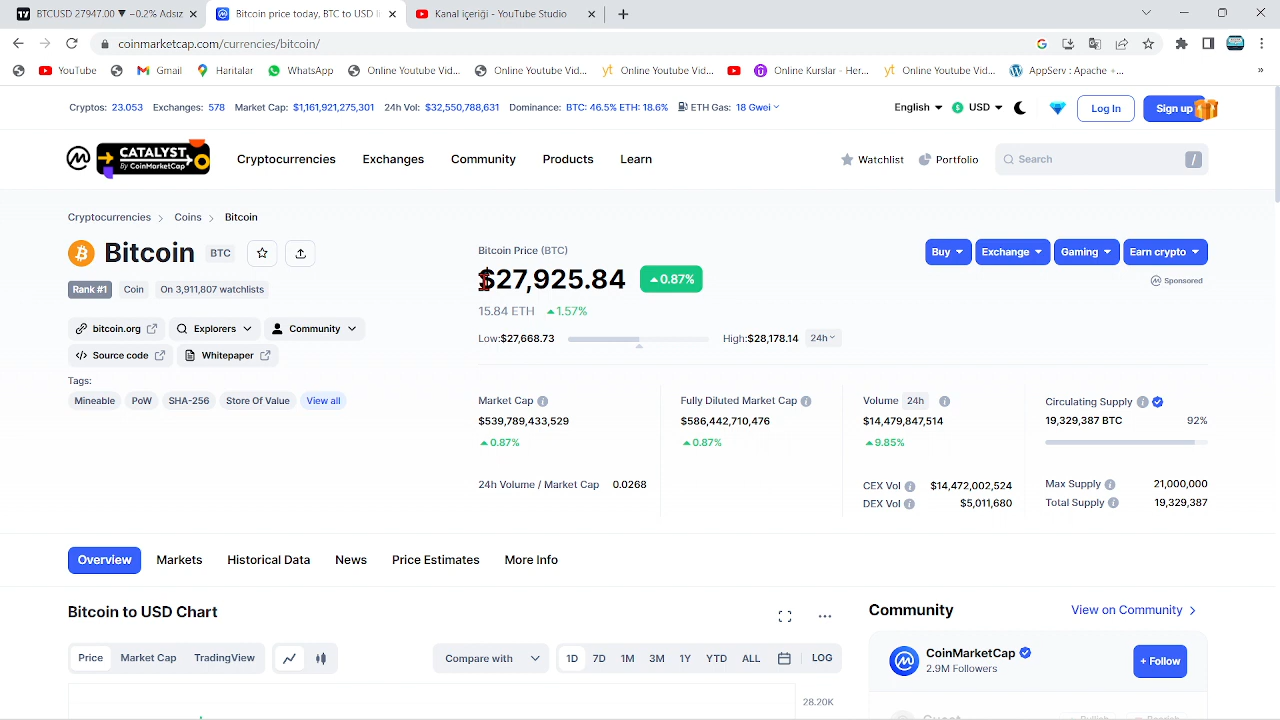 BTCUSD 27947.00 ▼ −0.2% Adsız
Bitcoin price today, BTC to USD li
Kanal içeriği - YouTube Studio
coinmarketcap.com/currencies/bitcoin/
YouTube
Gmail
Haritalar
WhatsApp
Online Youtube Vid...
Online Youtube Vid...
Online Youtube Vid...
Online Kurslar - Her...
Online Youtube Vid...
AppServ : Apache +...
»
Cryptos: 23.053 Exchanges: 578 Market Cap: $1,161,921,275,301 24h Vol: $32,550,788,631 Dominance: BTC: 46.5% ETH: 18.6% ETH Gas: 18 Gwei
English USD Log In Sign up
CATALYST
By CoinMarketCap
Cryptocurrencies Exchanges Community Products Learn
Watchlist Portfolio Search /
Cryptocurrencies > Coins > Bitcoin
Bitcoin BTC
Rank #1 Coin On 3,911,807 watchlists
bitcoin.org Explorers Community
Source code Whitepaper
Tags:
Mineable PoW SHA-256 Store Of Value View all
Bitcoin Price (BTC)
$27,925.84 0.87%
15.84 ETH 1.57%
Low:$27,668.73 High:$28,178.14 24h
Buy Exchange Gaming Earn crypto
Sponsored
Market Cap
$539,789,433,529
0.87%
24h Volume / Market Cap 0.0268
Fully Diluted Market Cap
$586,442,710,476
0.87%
Volume 24h
$14,479,847,514
9.85%
CEX Vol $14,472,002,524
DEX Vol $5,011,680
Circulating Supply
19,329,387 BTC 92%
Max Supply 21,000,000
Total Supply 19,329,387
Overview Markets Historical Data News Price Estimates More Info
Bitcoin to USD Chart
Price Market Cap TradingView
Compare with
1D 7D 1M 3M 1Y YTD ALL LOG
28.20K
Community
View on Community >
CoinMarketCap
2.9M Followers
+ Follow